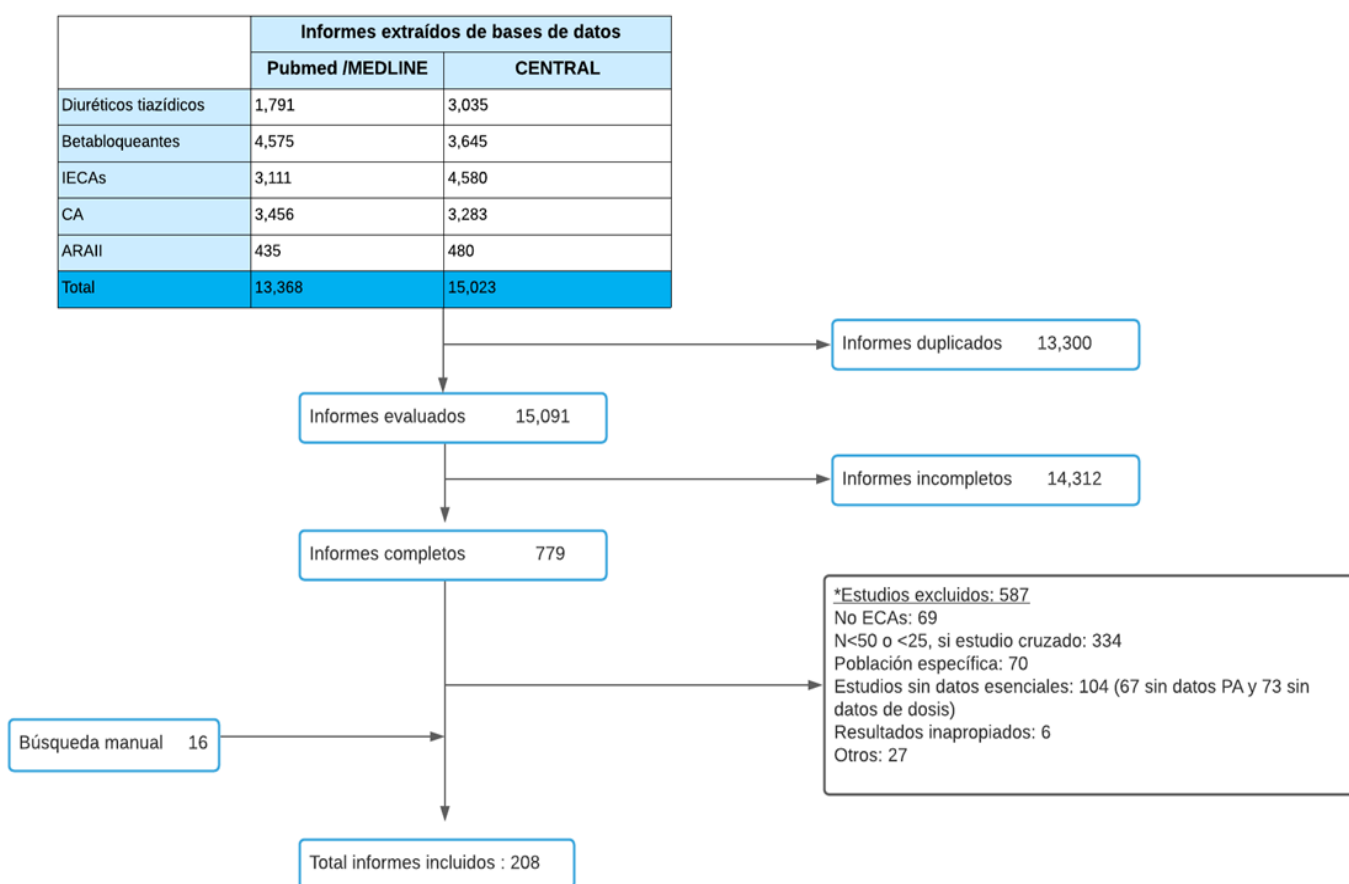 Informes extraídos de bases de datos
Pubmed /MEDLINE CENTRAL
Diuréticos tiazídicos 1,791 3,035
Betabloqueantes 4,575 3,645
IECAs 3,111 4,580
CA 3,456 3,283
ARAII 435 480
Total 13,368 15,023
Informes duplicados 13,300
Informes evaluados 15,091
Informes incompletos 14,312
Informes completos 779
*Estudios excluidos: 587
No ECAs: 69
N<50 o <25, si estudio cruzado: 334
Población específica: 70
Estudios sin datos esenciales: 104 (67 sin datos PA y 73 sin
datos de dosis)
Resultados inapropiados: 6
Otros: 27
Búsqueda manual 16
Total informes incluidos : 208